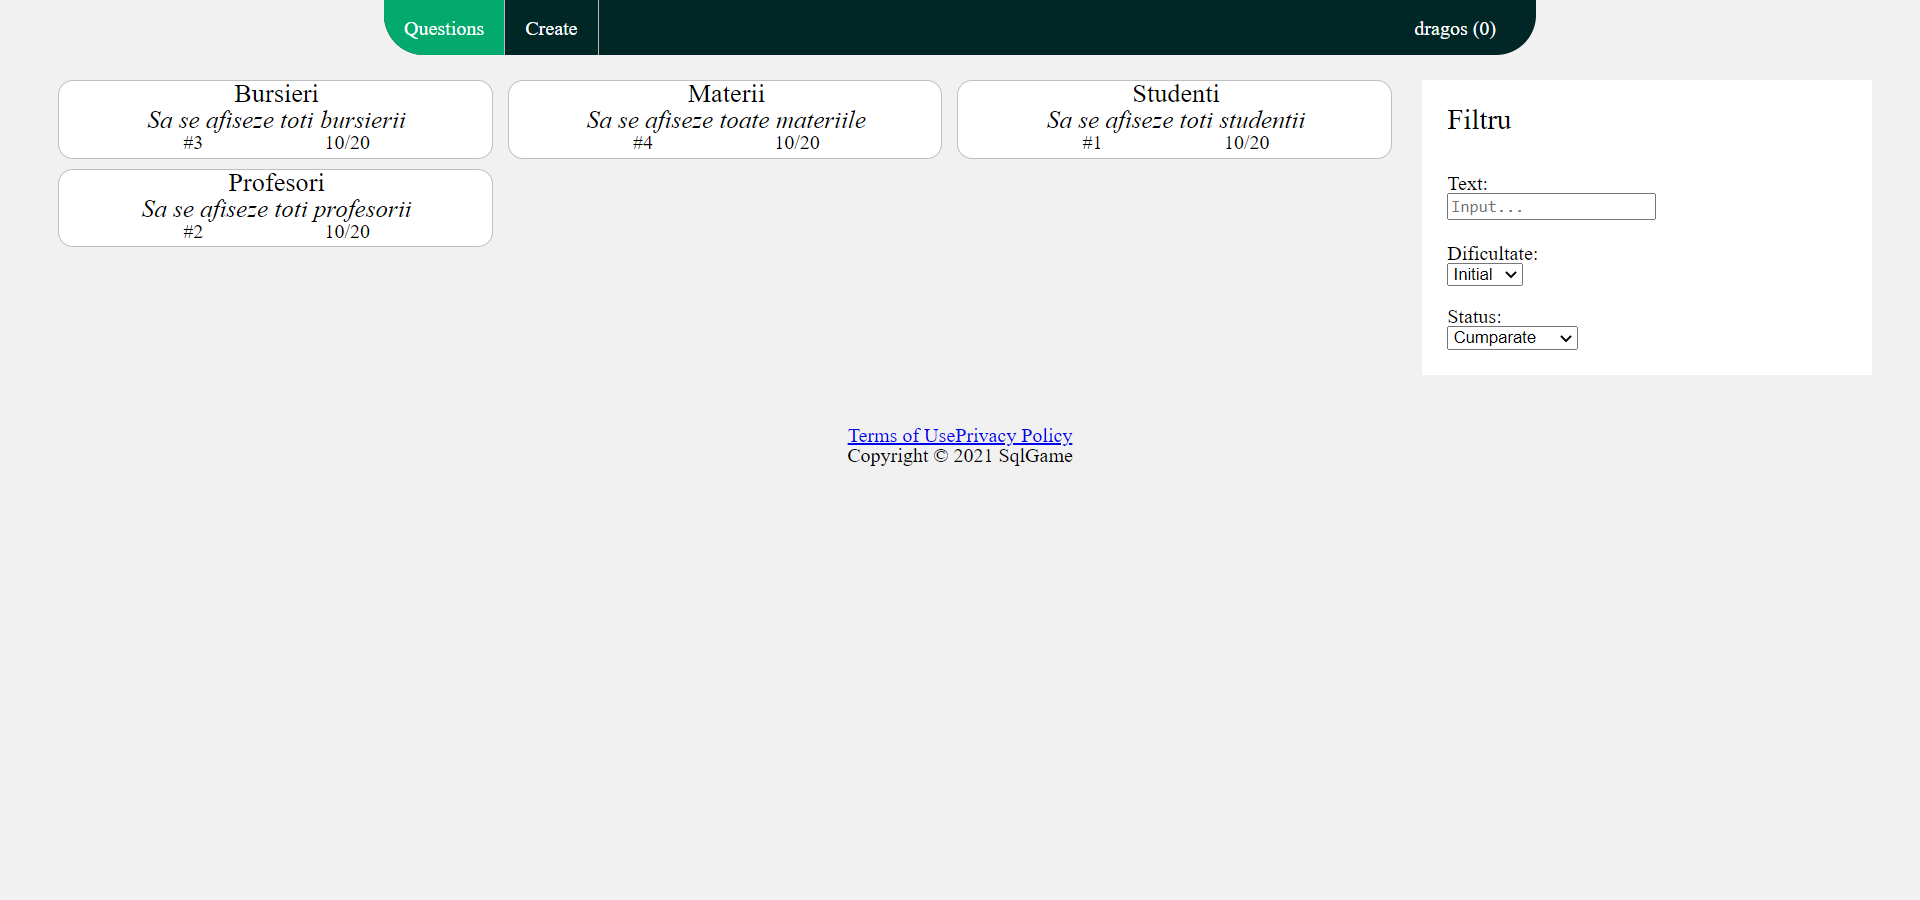 Questions Create dragos (0)
Bursieri
Sa se afiseze toti bursierii
#3 10/20
Materii
Sa se afiseze toate materiile
#4 10/20
Studenti
Sa se afiseze toti studentii
#1 10/20
Profesori
Sa se afiseze toti profesorii
#2 10/20
Filtru
Text:
Input...
Dificultate:
Initial
Status:
Cumparate
Terms of UsePrivacy Policy
Copyright © 2021 SqlGame